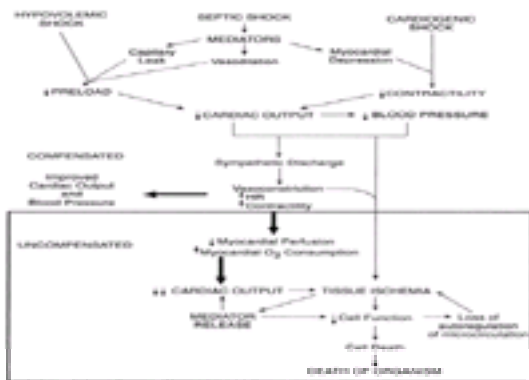 HYPOVOLEMIC
SHOCK
SEPTIC SHOCK
CARDIOGENIC
SHOCK
MEDIATORS
Capillary
Leak
Vasodilation
Myocardial
Depression
↓PRELOAD
↓CONTRACTILITY
↓CARDIAC OUTPUT
↓BLOOD PRESSURE
COMPENSATED
Sympathetic Discharge
Improved
Cardiac Output
and
Blood Pressure
Vasoconstriction
↑HR
↑Contractility
UNCOMPENSATED
↓Myocardial Perfusion
↑Myocardial O₂ Consumption
↓↓ CARDIAC OUTPUT
TISSUE ISCHEMIA
MEDIATOR
RELEASE
↓Cell Function
Loss of
autoregulation
of microcirculation
Cell Death
DEATH OF ORGANISM